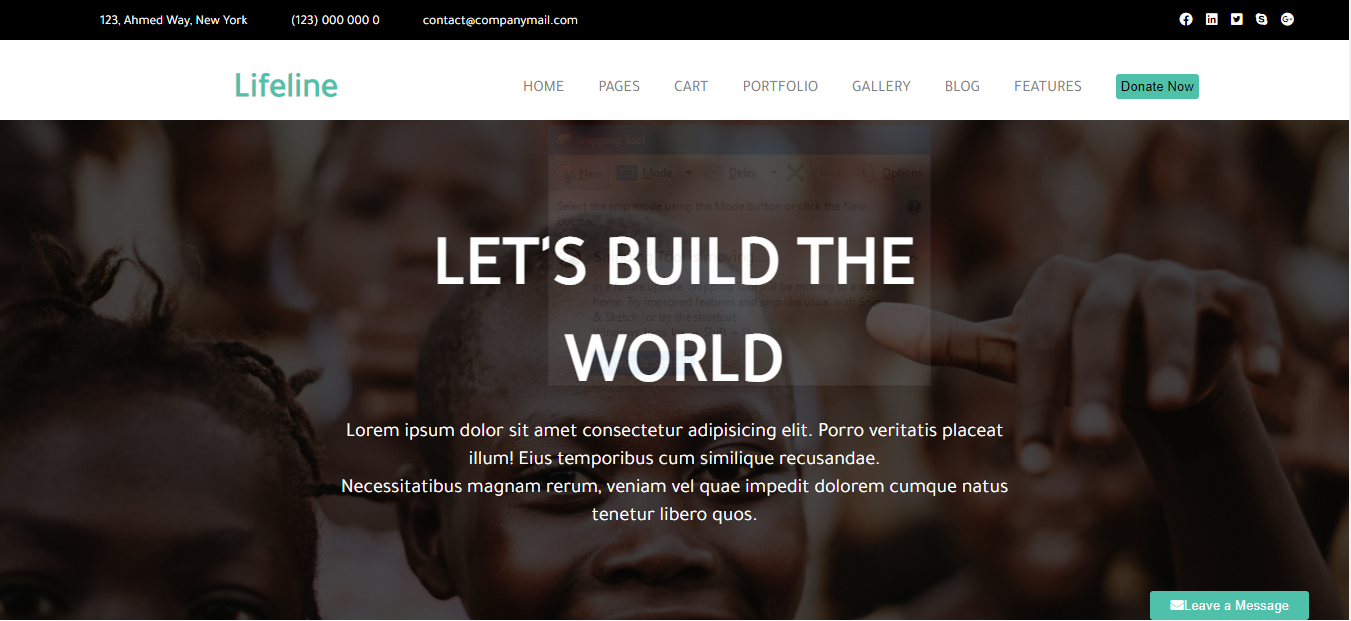 123, Ahmed Way, New York
(123) 000 000 0
contact@companymail.com
Lifeline
HOME
PAGES
CART
PORTFOLIO
GALLERY
BLOG
FEATURES
Donate Now
Snipping Tool
New
Mode
Delay
Cancel
Options
Select the snip mode using the Mode button or click the New
button.
LET'S BUILD THE
home. Try improved features and snip like usual with Snip
& Sketch (or try the shortcut
WORLD
Lorem ipsum dolor sit amet consectetur adipisicing elit. Porro veritatis placeat
illum! Eius temporibus cum similique recusandae.
Necessitatibus magnam rerum, veniam vel quae impedit dolorem cumque natus
tenetur libero quos.
Leave a Message